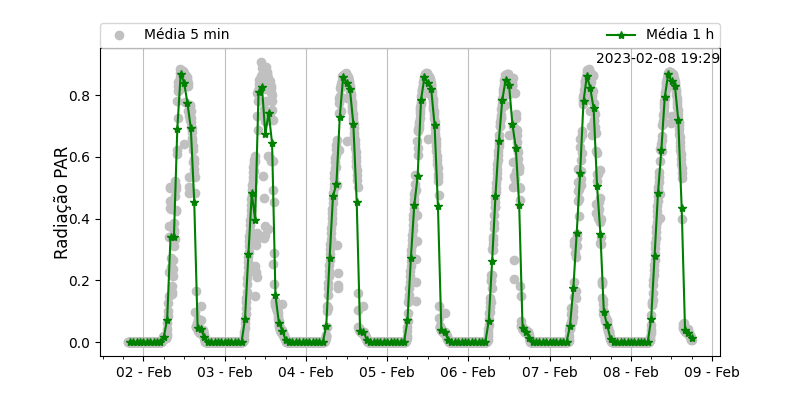 Média 5 min
Média 1 h
2023-02-08 19:29
Radiação PAR
0.8
0.6
0.4
0.2
0.0
02 - Feb
03 - Feb
04 - Feb
05 - Feb
06 - Feb
07 - Feb
08 - Feb
09 - Feb